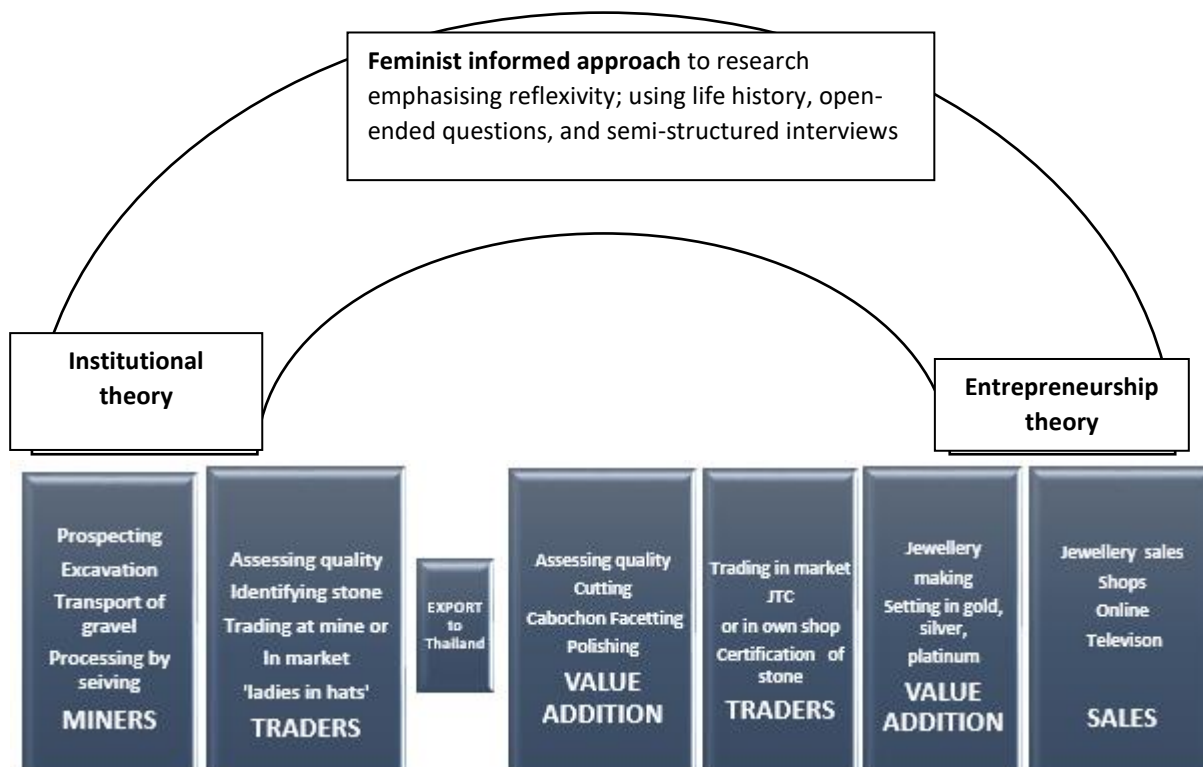 Feminist informed approach to research
emphasising reflexivity; using life history, open-
ended questions, and semi-structured interviews
Institutional
theory
Entrepreneurship
theory
Prospecting
Excavation
Transport of
gravel
Processing by
seiving
MINERS
Assessing quality
Identifying stone
Trading at mine or
In market
'ladies in hats'
TRADERS
EXPORT
to
Thailand
Assessing quality
Cutting
Cabochon Facetting
Polishing
VALUE
ADDITION
Trading in market
JTC
or in own shop
Certification of
stone
TRADERS
Jewellery
making
Setting in gold,
silver,
platinum
VALUE
ADDITION
Jewellery sales
Shops
Online
Televison
SALES